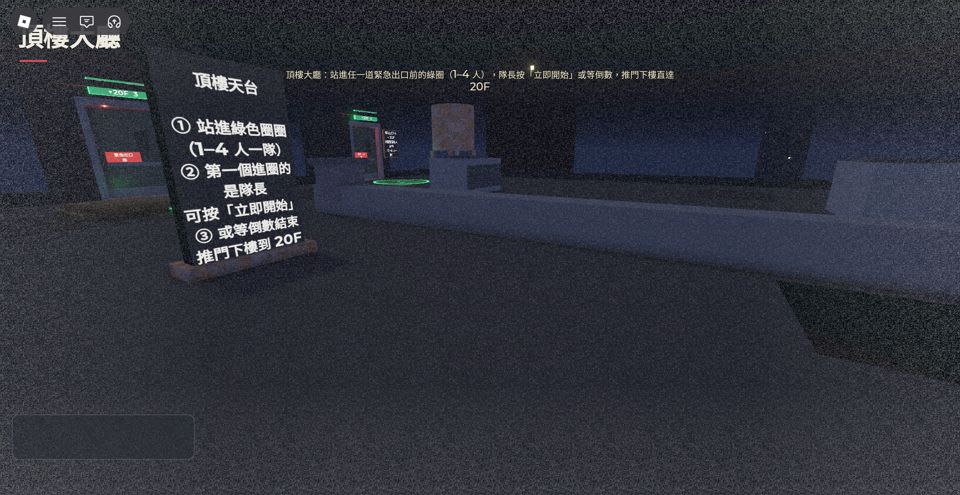 頂樓大廳
頂樓大廳：站進任一道緊急出口前的綠圈（1–4 人），隊長按「立即開始」或等倒數，推門下樓直達
20F
頂樓天台
① 站進綠色圈圈
（1–4 人一隊）
② 第一個進圈的
是隊長
可按「立即開始」
③ 或等倒數結束
推門下樓到 20F